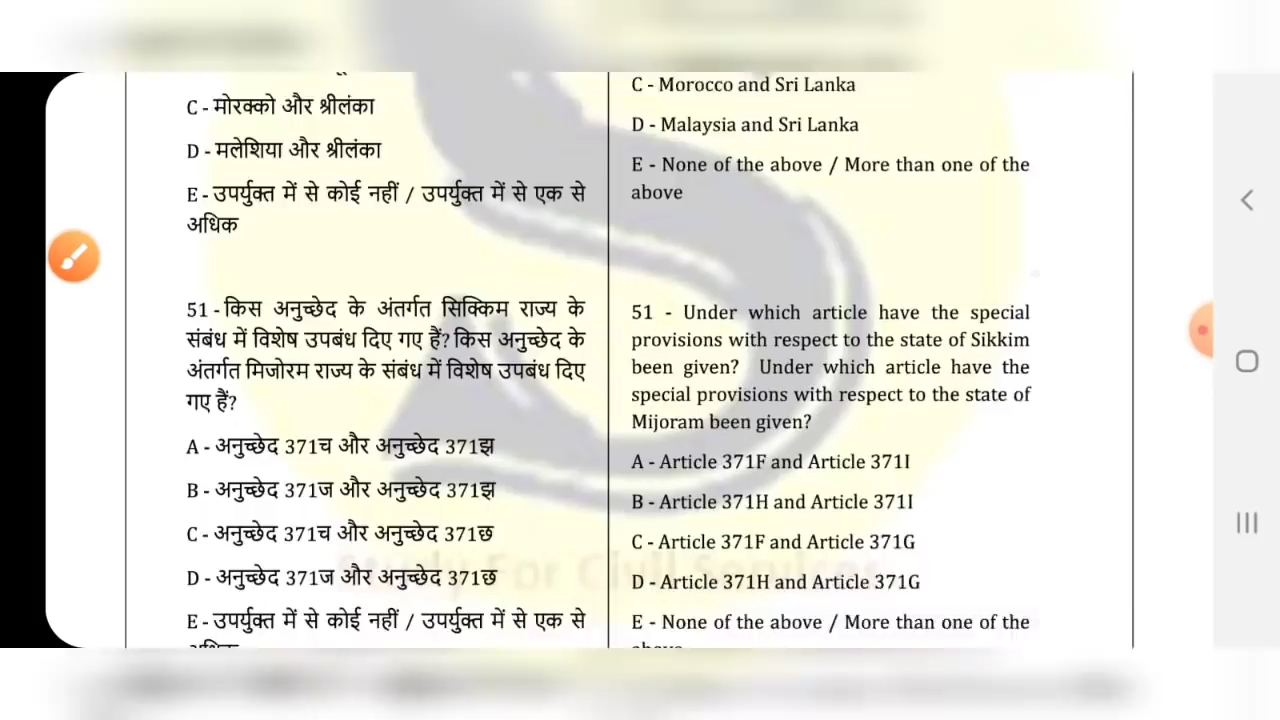 C - मोरक्को और श्रीलंका
D - मलेशिया और श्रीलंका
E - उपर्युक्त में से कोई नहीं / उपर्युक्त में से एक से
अधिक
51 - किस अनुच्छेद के अंतर्गत सिक्किम राज्य के
संबंध में विशेष उपबंध दिए गए हैं? किस अनुच्छेद के
अंतर्गत मिजोरम राज्य के संबंध में विशेष उपबंध दिए
गए हैं?
A - अनुच्छेद 371च और अनुच्छेद 371झ
B - अनुच्छेद 371ज और अनुच्छेद 371झ
C - अनुच्छेद 371च और अनुच्छेद 371छ
D - अनुच्छेद 371ज और अनुच्छेद 371छ
E - उपर्युक्त में से कोई नहीं / उपर्युक्त में से एक से
C - Morocco and Sri Lanka
D - Malaysia and Sri Lanka
E - None of the above / More than one of the
above
51 - Under which article have the special
provisions with respect to the state of Sikkim
been given? Under which article have the
special provisions with respect to the state of
Mijoram been given?
A - Article 371F and Article 371I
B - Article 371H and Article 371I
C - Article 371F and Article 371G
D - Article 371H and Article 371G
E - None of the above / More than one of the
Study For Civil Services